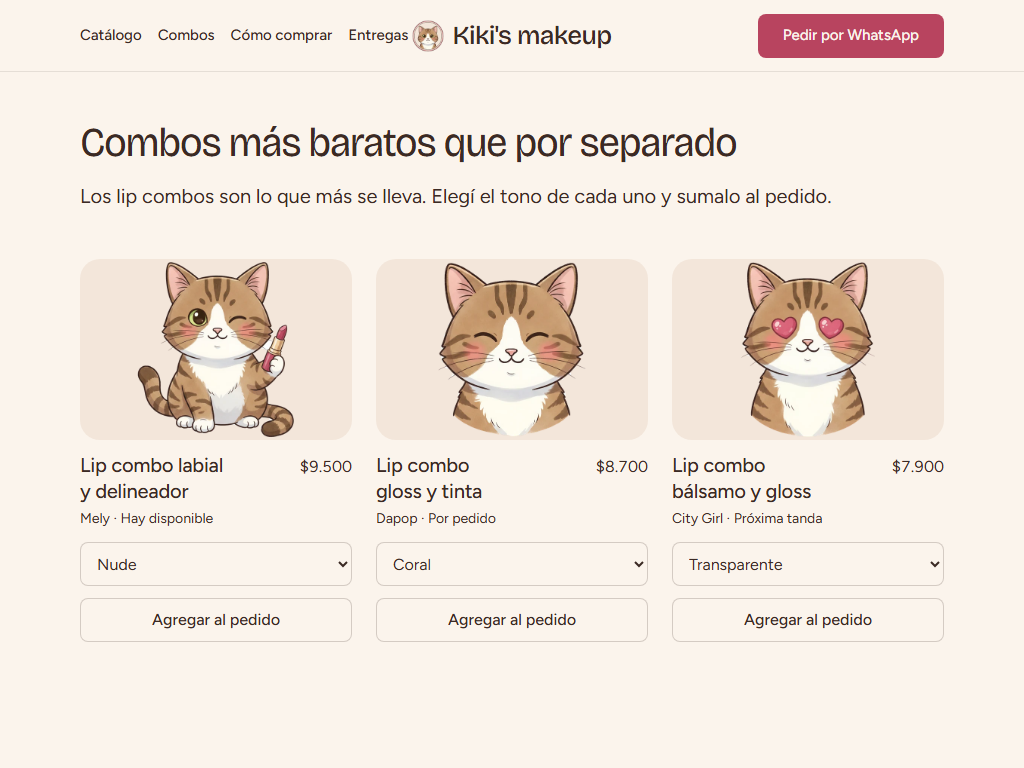 Catálogo Combos Cómo comprar Entregas Kiki's makeup Pedir por WhatsApp
Combos más baratos que por separado
Los lip combos son lo que más se lleva. Elegí el tono de cada uno y sumalo al pedido.
Lip combo labial
y delineador
$9.500
Mely · Hay disponible
Nude
Agregar al pedido
Lip combo
gloss y tinta
$8.700
Dapop · Por pedido
Coral
Agregar al pedido
Lip combo
bálsamo y gloss
$7.900
City Girl · Próxima tanda
Transparente
Agregar al pedido